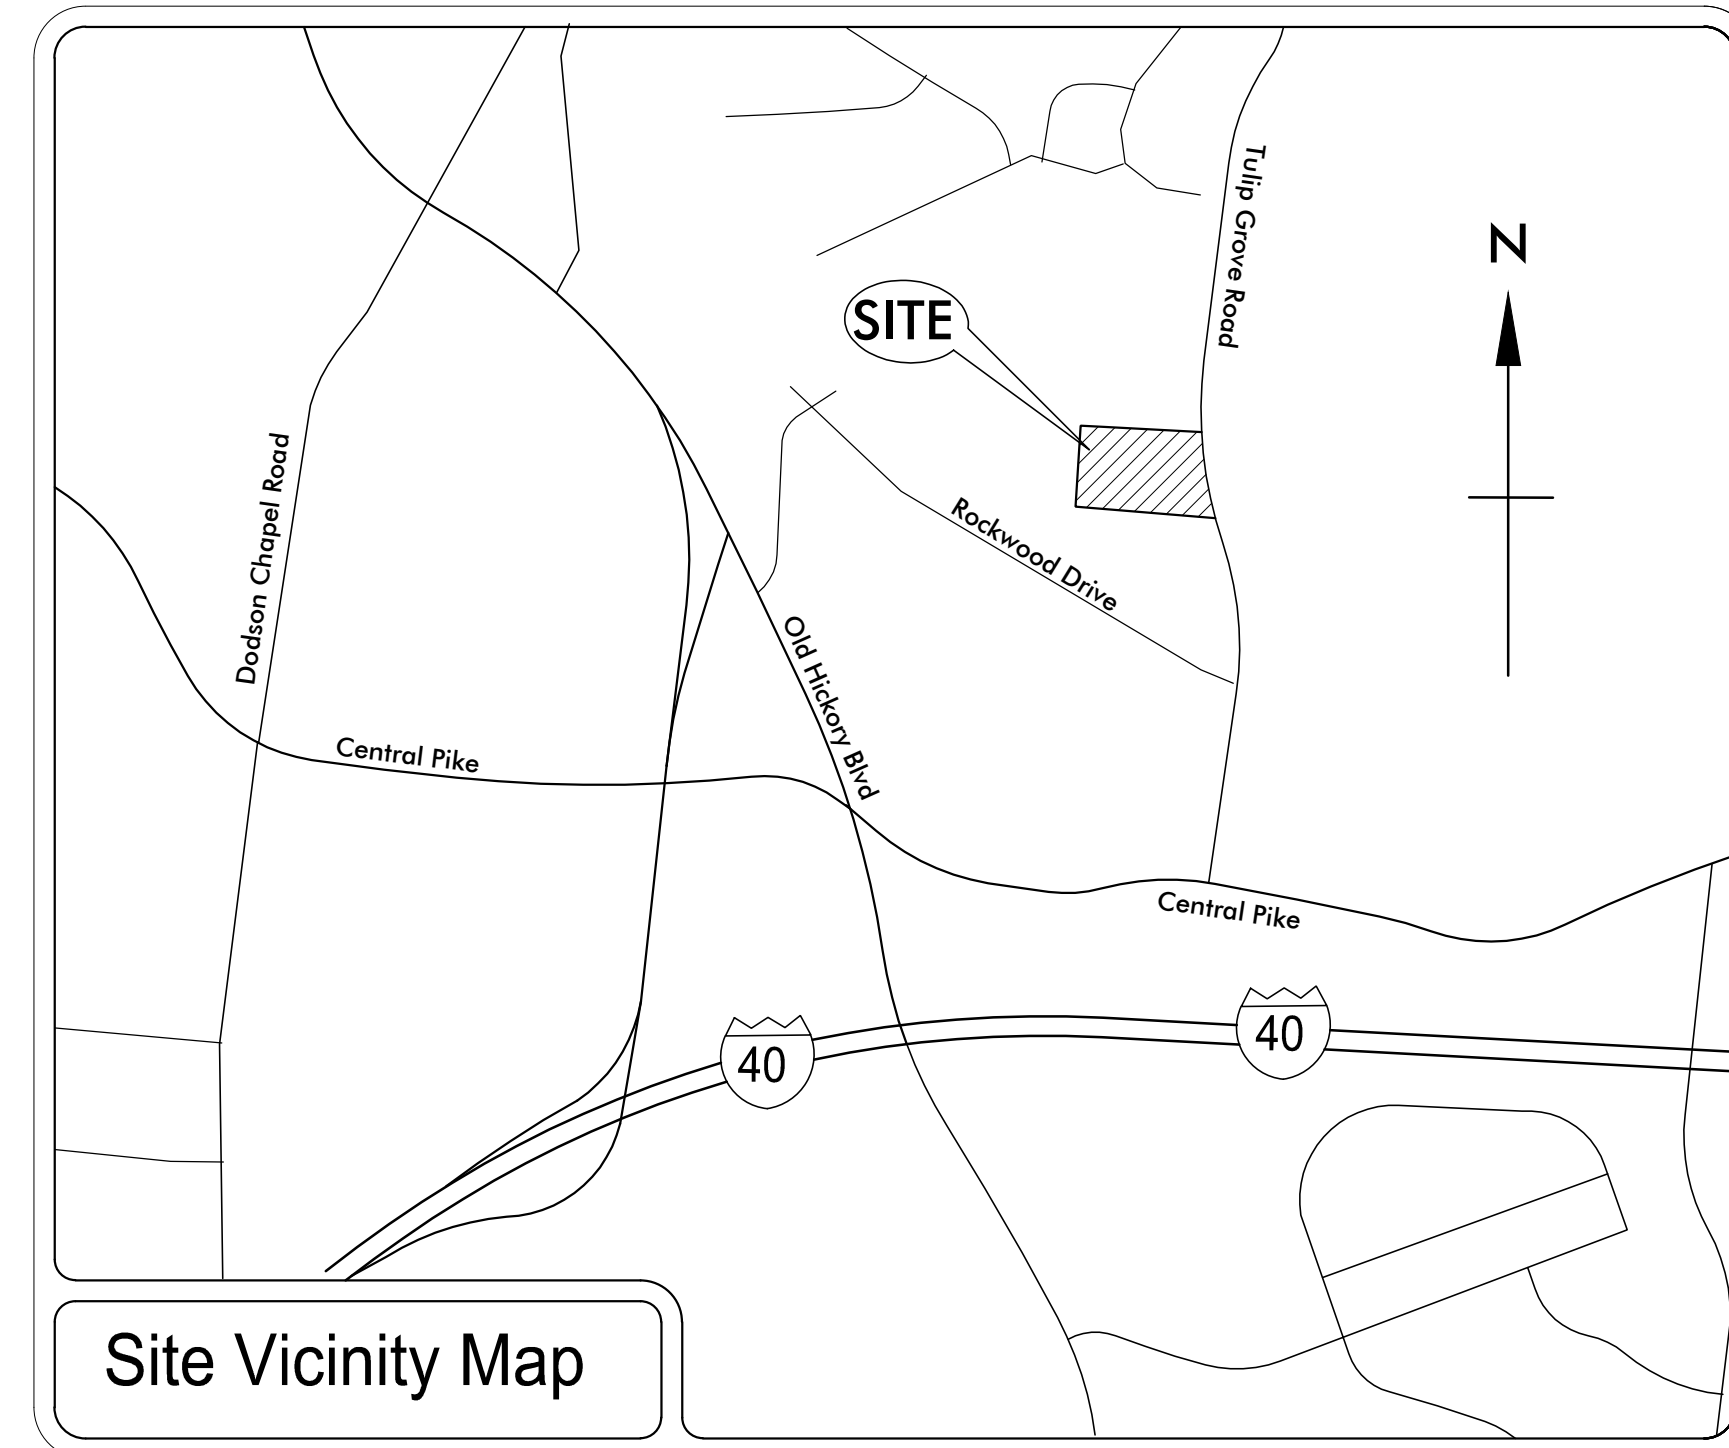 Tulip Grove Road
N
SITE
Dodson Chapel Road
Rockwood Drive
Old Hickory Blvd
Central Pike
Central Pike
40
40
Site Vicinity Map